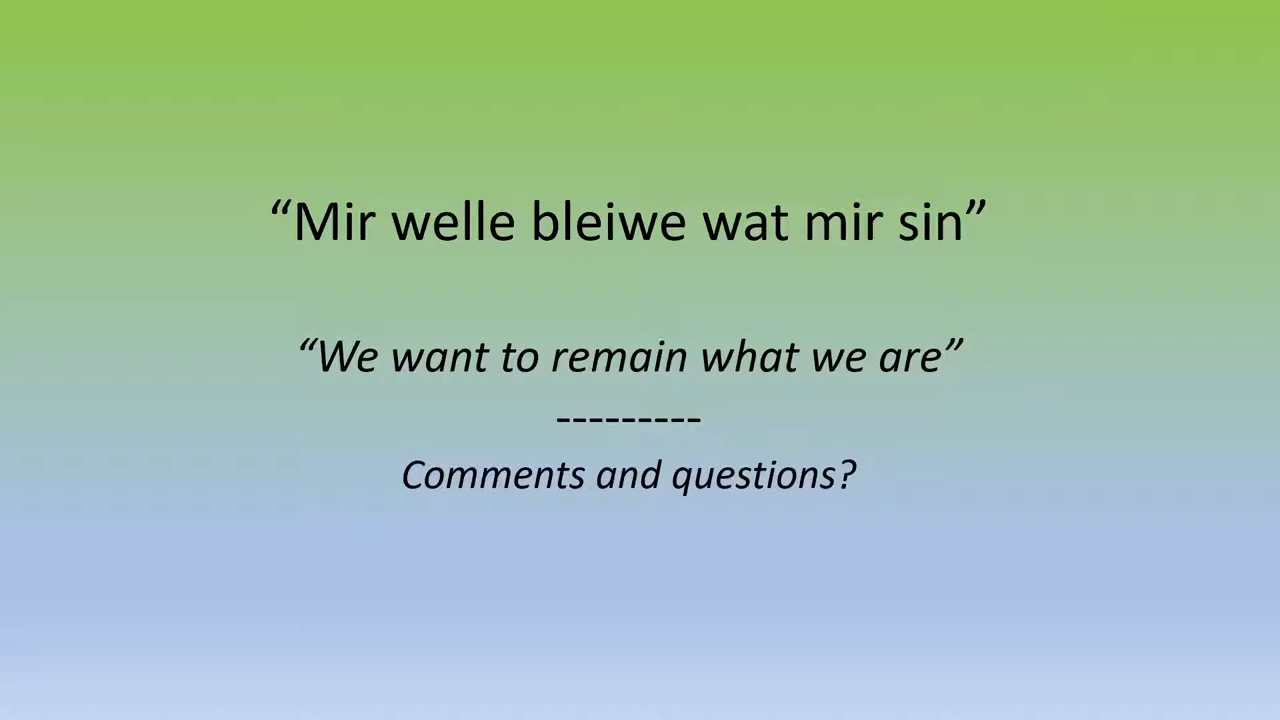 “Mir welle bleiwe wat mir sin”
“We want to remain what we are”
---------
Comments and questions?